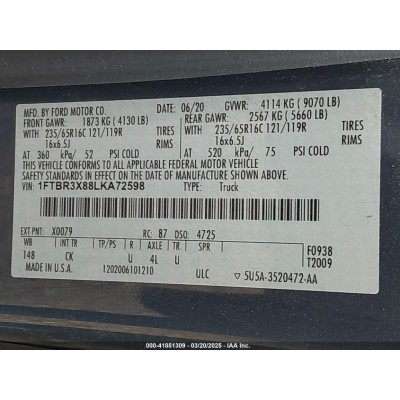 MFD. BY FORD MOTOR CO.
DATE: 06/20 GVWR: 4114 KG ( 9070 LB)
FRONT GAWR: 1873 KG ( 4130 LB) REAR GAWR: 2567 KG ( 5660 LB)
WITH WITH
235/65R16C 121/119R TIRES 235/65R16C 121/119R TIRES
16x6.5J RIMS 16x6.5J RIMS
AT 360 kPa/ 52 PSI COLD AT 520 kPa/ 75 PSI COLD
THIS VEHICLE CONFORMS TO ALL APPLICABLE FEDERAL MOTOR VEHICLE
SAFETY STANDARDS IN EFFECT ON THE DATE OF MANUFACTURE SHOWN ABOVE.
VIN: 1FTBR3X88LKA72598 TYPE: Truck
EXT PNT: X0079 RC: 87 DSO: 4725
WB INT TR TP/PS R AXLE TR SPR F0938
148 CK U 4L U T2009
MADE IN U.S.A. 1202006101210 ULC 5U5A-3520472-AA
000-41851309 - 03/20/2025 - IAA Inc.